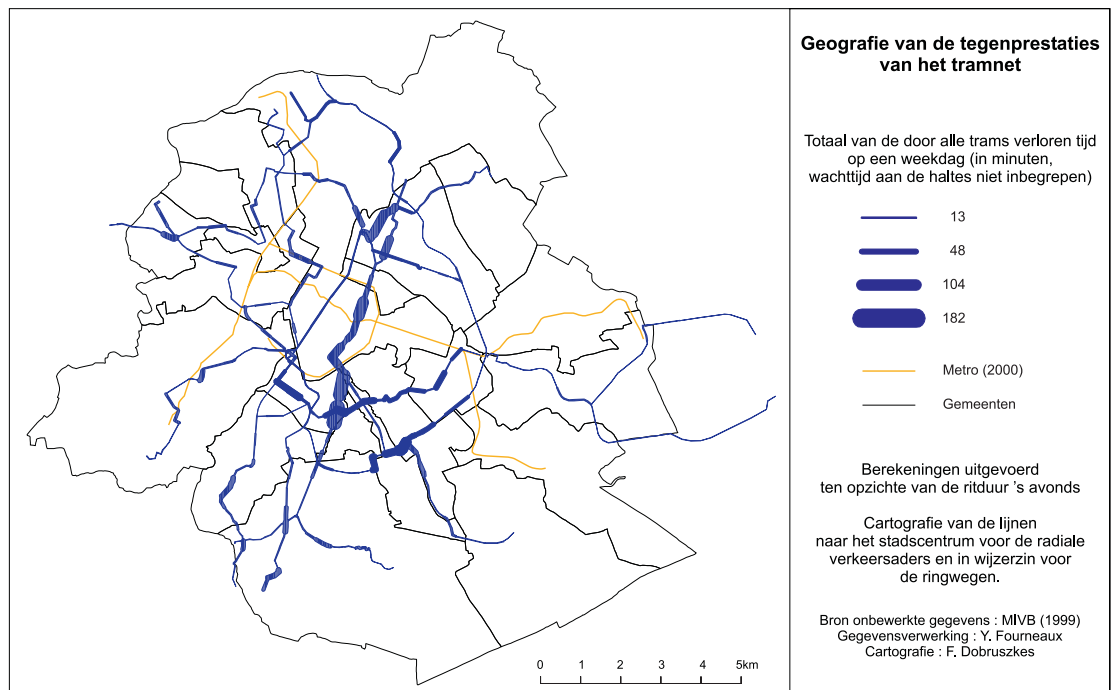 Geografie van de tegenprestaties
van het tramnet
Totaal van de door alle trams verloren tijd
op een weekdag (in minuten,
wachttijd aan de haltes niet inbegrepen)
13
48
104
182
Metro (2000)
Gemeenten
Berekeningen uitgevoerd
ten opzichte van de ritduur 's avonds
Cartografie van de lijnen
naar het stadscentrum voor de radiale
verkeersaders en in wijzerzin voor
de ringwegen.
Bron onbewerkte gegevens : MIVB (1999)
Gegevensverwerking : Y. Fourneaux
Cartografie : F. Dobruszkes
0 1 2 3 4 5km